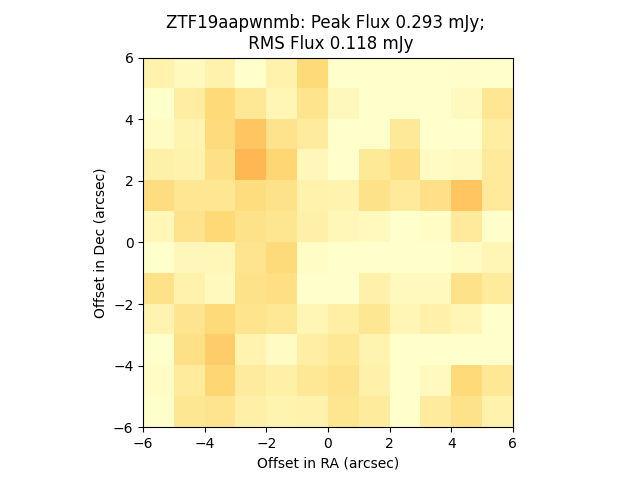 ZTF19aapwnmb: Peak Flux 0.293 mJy;
RMS Flux 0.118 mJy
6
4
2
0
−2
−4
−6
Offset in Dec (arcsec)
−6 −4 −2 0 2 4 6
Offset in RA (arcsec)